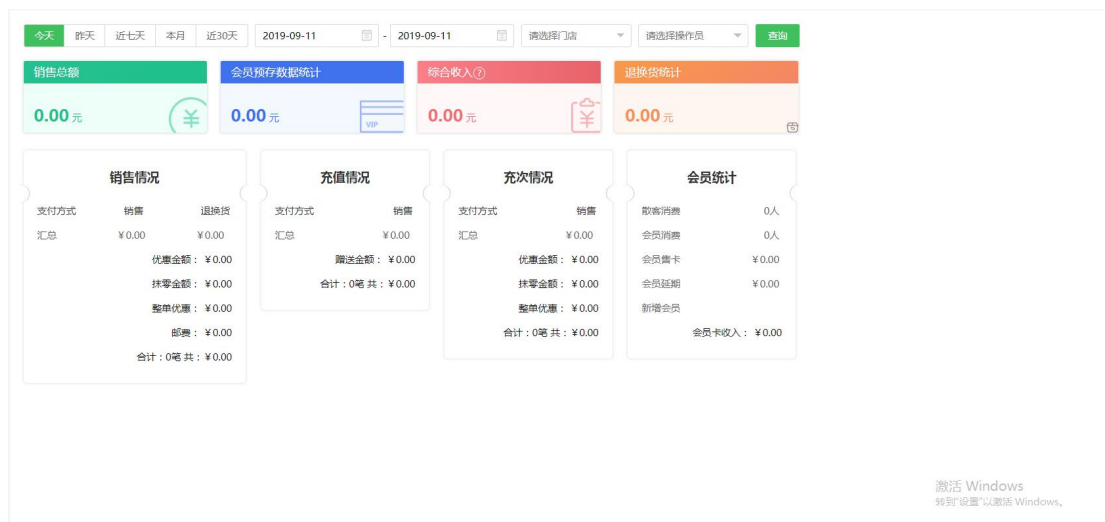 今天 昨天 近七天 本月 近30天 2019-09-11 - 2019-09-11 请选择门店 请选择操作员 查询
销售总额 会员预存数据统计 综合收入? 退换货统计
0.00 元 ¥ 0.00 元 VIP 0.00 元 ¥ 0.00 元
销售情况
支付方式 销售 退换货
汇总 ¥0.00 ¥0.00
优惠金额： ¥0.00
抹零金额： ¥0.00
整单优惠： ¥0.00
邮费： ¥0.00
合计：0笔 共：¥0.00
充值情况
支付方式 销售
汇总 ¥0.00
赠送金额： ¥0.00
合计：0笔 共：¥0.00
充次情况
支付方式 销售
汇总 ¥0.00
优惠金额： ¥0.00
抹零金额： ¥0.00
整单优惠： ¥0.00
合计：0笔 共：¥0.00
会员统计
散客消费 0人
会员消费 0人
会员售卡 ¥0.00
会员延期 ¥0.00
新增会员
会员卡收入： ¥0.00
激活 Windows
转到"设置"以激活 Windows。